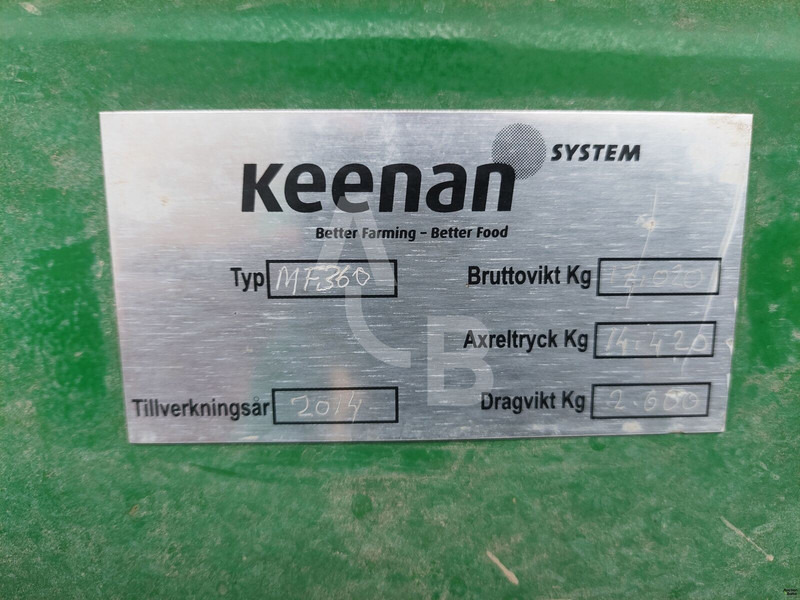 Keenan SYSTEM
Better Farming – Better Food
Typ MF360 Bruttovikt Kg
Axeltryck Kg 14.420
Tillverkningsår 2014 Dragvikt Kg 2.600